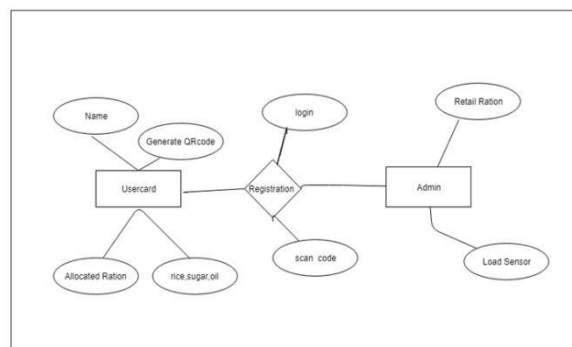 Name
Generate QRcode
login
Retail Ration
Usercard
Registration
Admin
Allocated Ration
rice,sugar,oil
scan code
Load Sensor